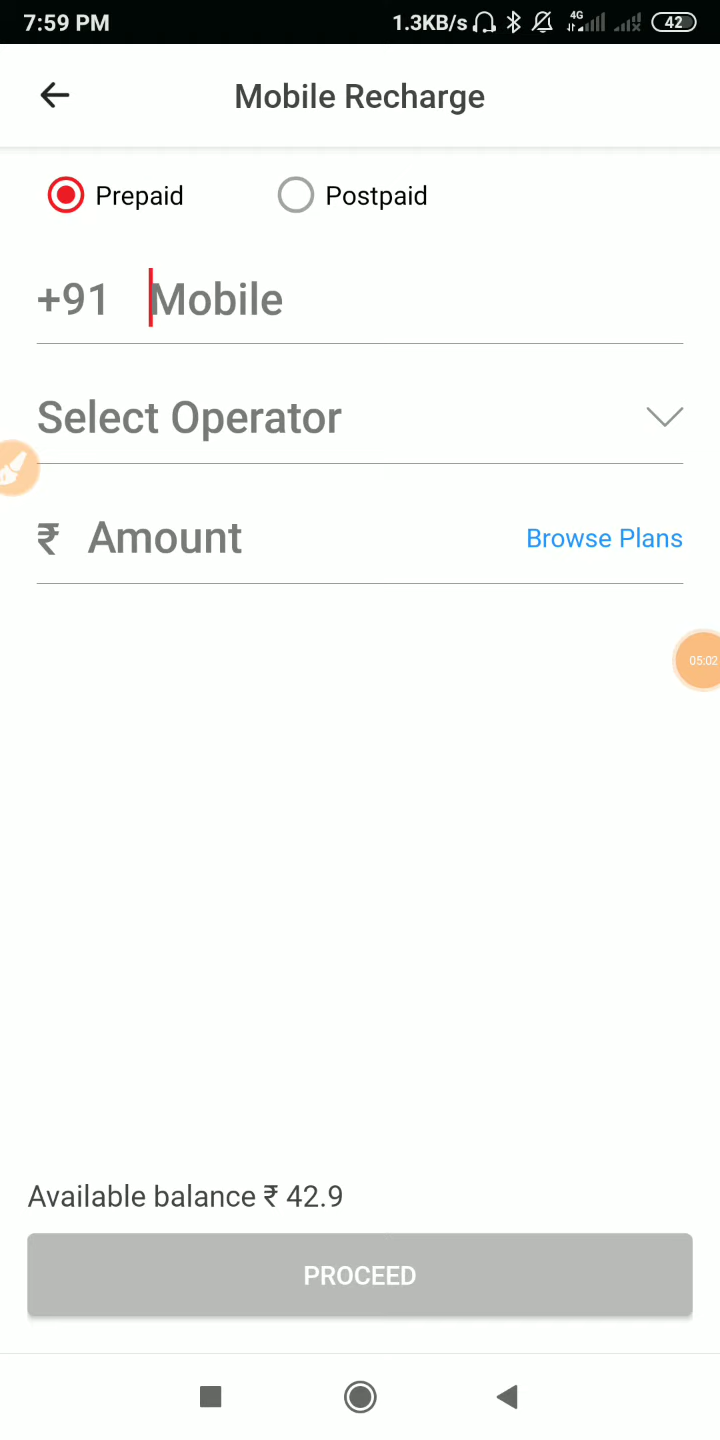 7:59 PM 1.3KB/s 4G 42
Mobile Recharge
Prepaid Postpaid
+91 Mobile
Select Operator
₹ Amount Browse Plans
05:02
Available balance ₹ 42.9
PROCEED